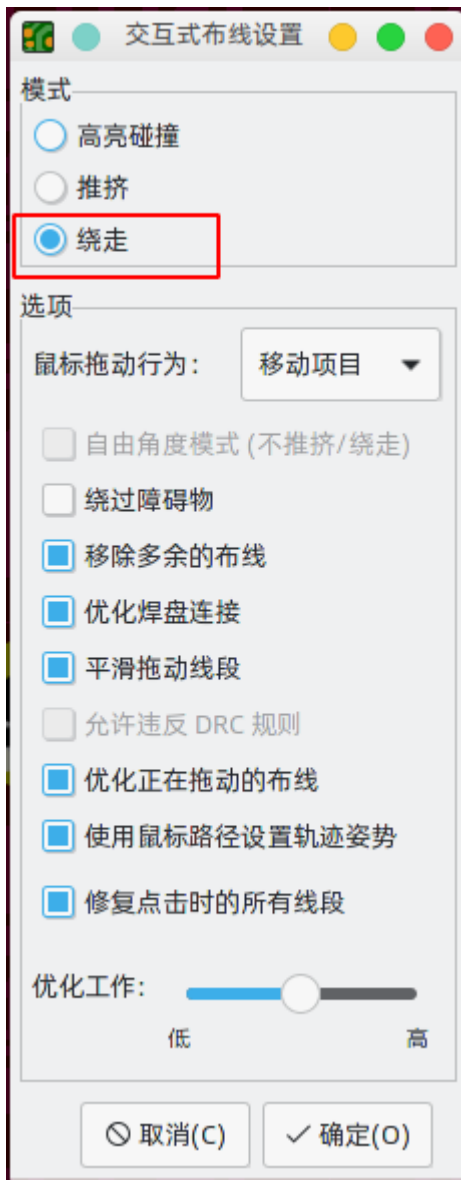 交互式布线设置
模式
高亮碰撞
推挤
绕走
选项
鼠标拖动行为:
移动项目
自由角度模式 (不推挤/绕走)
绕过障碍物
移除多余的布线
优化焊盘连接
平滑拖动线段
允许违反 DRC 规则
优化正在拖动的布线
使用鼠标路径设置轨迹姿势
修复点击时的所有线段
优化工作:
低 高
取消(C) 确定(O)